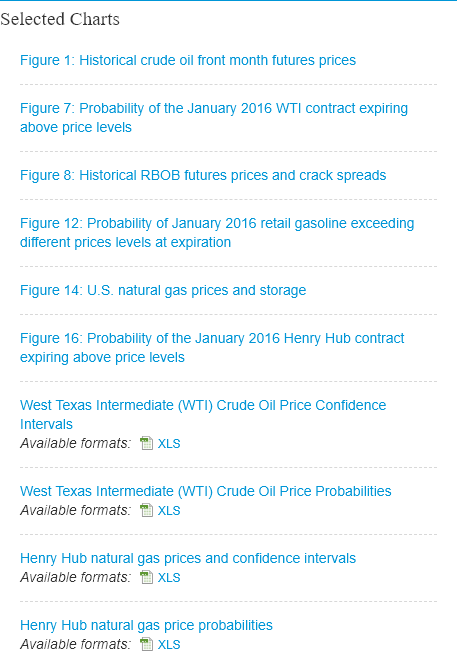 Selected Charts
Figure 1: Historical crude oil front month futures prices
Figure 7: Probability of the January 2016 WTI contract expiring
above price levels
Figure 8: Historical RBOB futures prices and crack spreads
Figure 12: Probability of January 2016 retail gasoline exceeding
different prices levels at expiration
Figure 14: U.S. natural gas prices and storage
Figure 16: Probability of the January 2016 Henry Hub contract
expiring above price levels
West Texas Intermediate (WTI) Crude Oil Price Confidence
Intervals
Available formats: XLS
West Texas Intermediate (WTI) Crude Oil Price Probabilities
Available formats: XLS
Henry Hub natural gas prices and confidence intervals
Available formats: XLS
Henry Hub natural gas price probabilities
Available formats: XLS